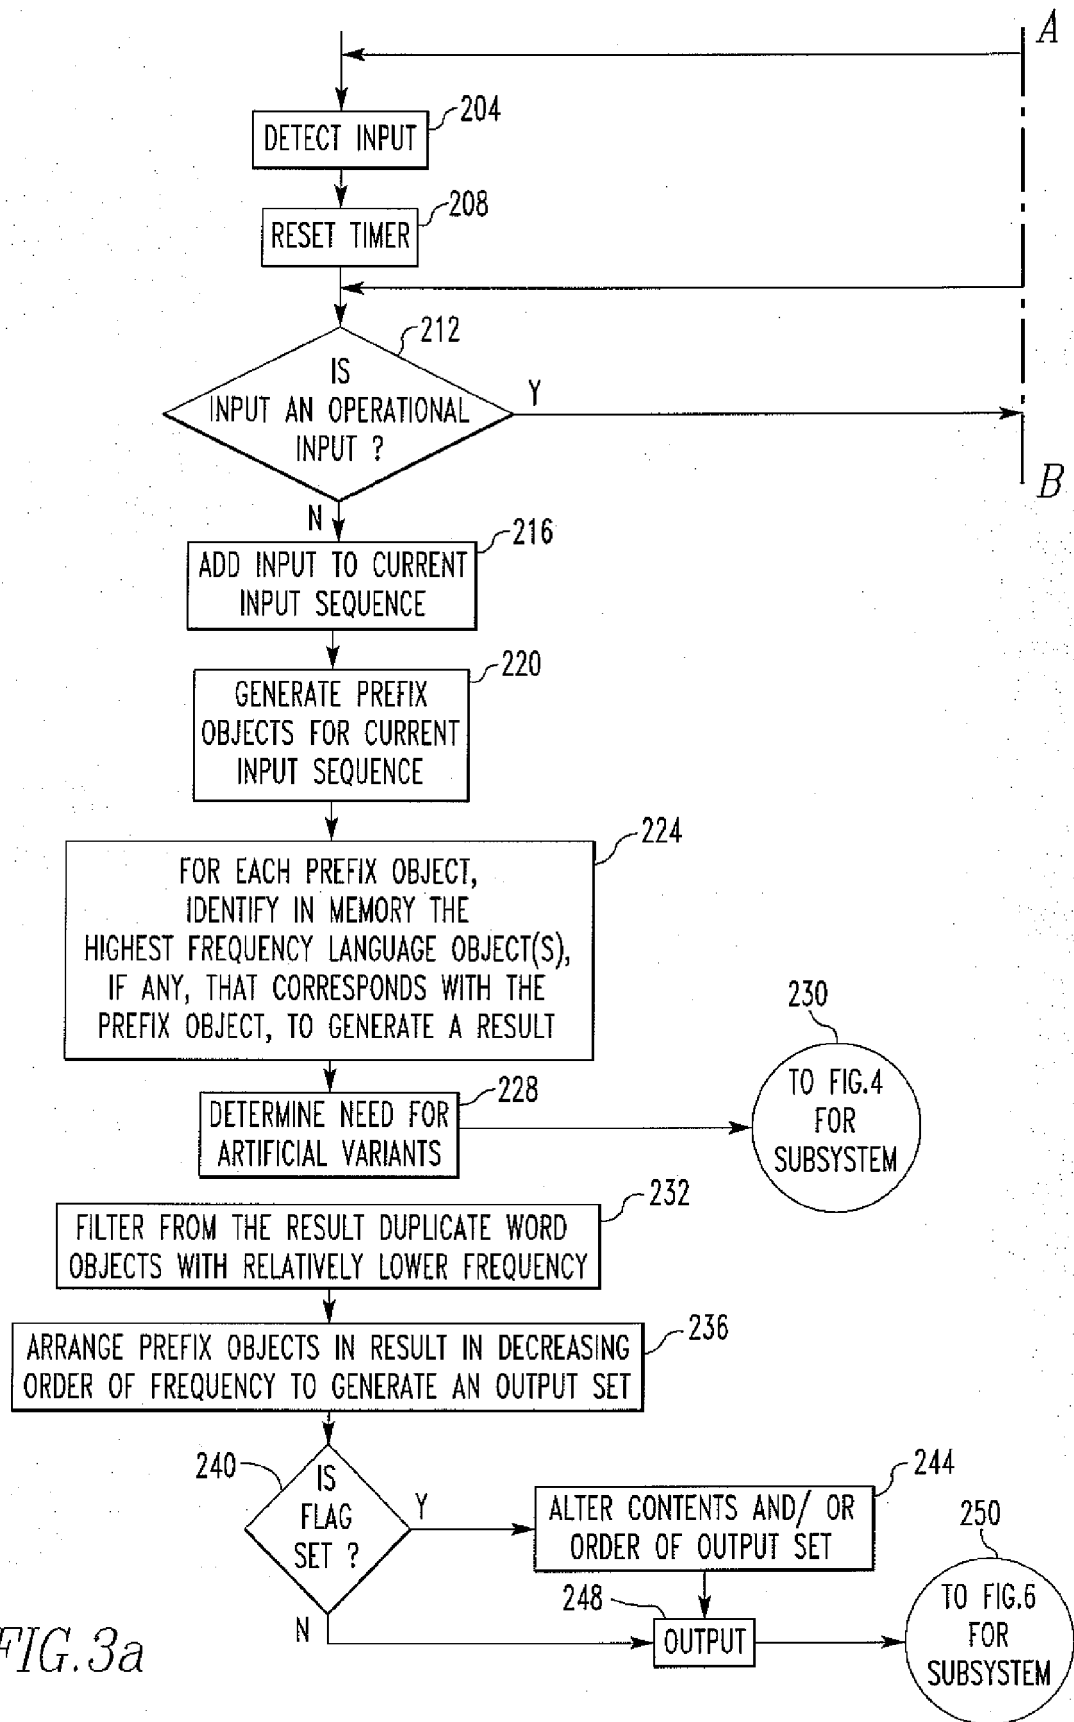 A
DETECT INPUT
204
RESET TIMER
208
212
IS
INPUT AN OPERATIONAL
INPUT ?
Y
B
N
ADD INPUT TO CURRENT
INPUT SEQUENCE
216
GENERATE PREFIX
OBJECTS FOR CURRENT
INPUT SEQUENCE
220
FOR EACH PREFIX OBJECT,
IDENTIFY IN MEMORY THE
HIGHEST FREQUENCY LANGUAGE OBJECT(S),
IF ANY, THAT CORRESPONDS WITH THE
PREFIX OBJECT, TO GENERATE A RESULT
224
DETERMINE NEED FOR
ARTIFICIAL VARIANTS
228
230
TO FIG.4
FOR
SUBSYSTEM
FILTER FROM THE RESULT DUPLICATE WORD
OBJECTS WITH RELATIVELY LOWER FREQUENCY
232
ARRANGE PREFIX OBJECTS IN RESULT IN DECREASING
ORDER OF FREQUENCY TO GENERATE AN OUTPUT SET
236
240
IS
FLAG
SET ?
Y
N
ALTER CONTENTS AND/ OR
ORDER OF OUTPUT SET
244
248
OUTPUT
250
TO FIG.6
FOR
SUBSYSTEM
FIG.3a